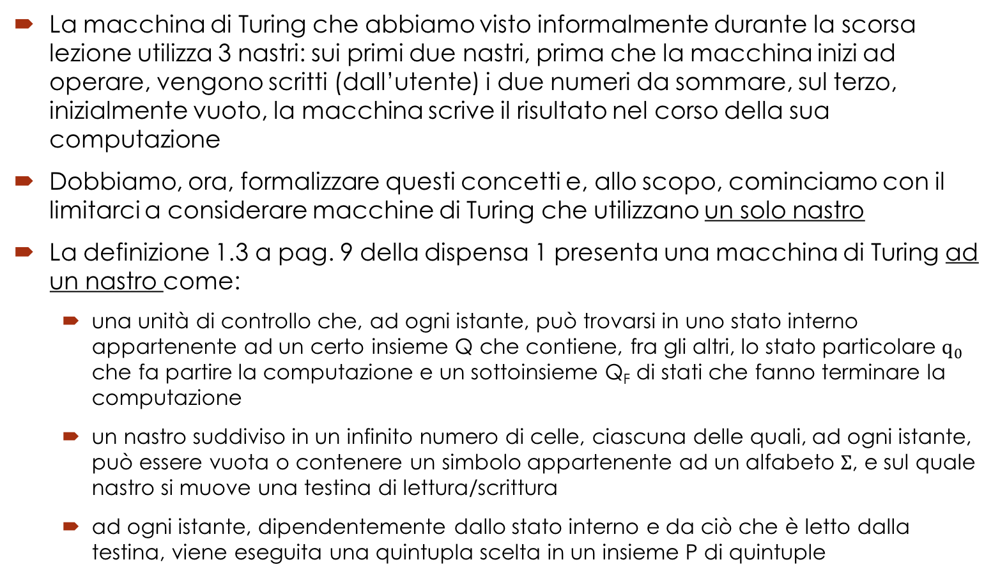 La macchina di Turing che abbiamo visto informalmente durante la scorsa
lezione utilizza 3 nastri: sui primi due nastri, prima che la macchina inizi ad
operare, vengono scritti (dall’utente) i due numeri da sommare, sul terzo,
inizialmente vuoto, la macchina scrive il risultato nel corso della sua
computazione
Dobbiamo, ora, formalizzare questi concetti e, allo scopo, cominciamo con il
limitarci a considerare macchine di Turing che utilizzano un solo nastro
La definizione 1.3 a pag. 9 della dispensa 1 presenta una macchina di Turing ad
un nastro come:
una unità di controllo che, ad ogni istante, può trovarsi in uno stato interno
appartenente ad un certo insieme Q che contiene, fra gli altri, lo stato particolare q₀
che fa partire la computazione e un sottoinsieme Q_F di stati che fanno terminare la
computazione
un nastro suddiviso in un infinito numero di celle, ciascuna delle quali, ad ogni istante,
può essere vuota o contenere un simbolo appartenente ad un alfabeto Σ, e sul quale
nastro si muove una testina di lettura/scrittura
ad ogni istante, dipendentemente dallo stato interno e da ciò che è letto dalla
testina, viene eseguita una quintupla scelta in un insieme P di quintuple